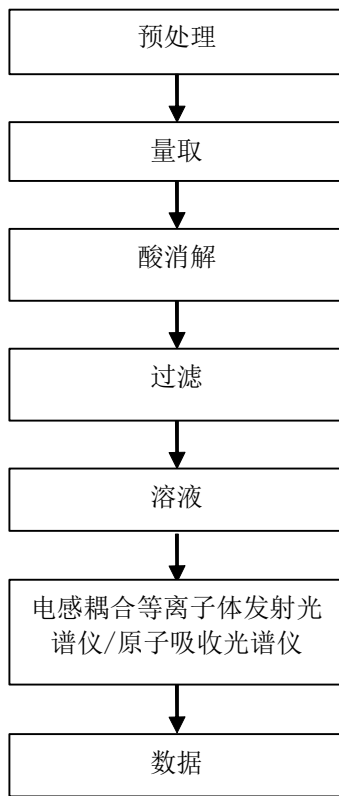 预处理
量取
酸消解
过滤
溶液
电感耦合等离子体发射光
谱仪/原子吸收光谱仪
数据